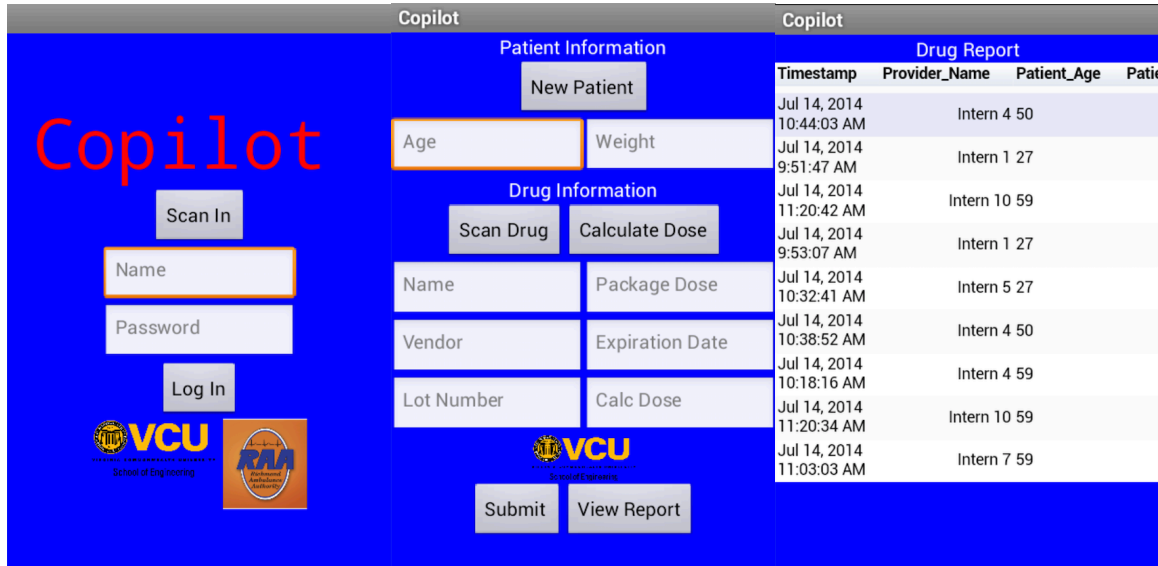 Copilot
Scan In
Name
Password
Log In
VCU
School of Engineering
RAA
Richmond
Ambulance
Authority
Copilot
Patient Information
New Patient
Age Weight
Drug Information
Scan Drug Calculate Dose
Name Package Dose
Vendor Expiration Date
Lot Number Calc Dose
VCU
School of Engineering
Submit View Report
Copilot
Drug Report
Timestamp Provider_Name Patient_Age Patie
Jul 14, 2014
10:44:03 AM Intern 4 50
Jul 14, 2014
9:51:47 AM Intern 1 27
Jul 14, 2014
11:20:42 AM Intern 10 59
Jul 14, 2014
9:53:07 AM Intern 1 27
Jul 14, 2014
10:32:41 AM Intern 5 27
Jul 14, 2014
10:38:52 AM Intern 4 50
Jul 14, 2014
10:18:16 AM Intern 4 59
Jul 14, 2014
11:20:34 AM Intern 10 59
Jul 14, 2014
11:03:03 AM Intern 7 59